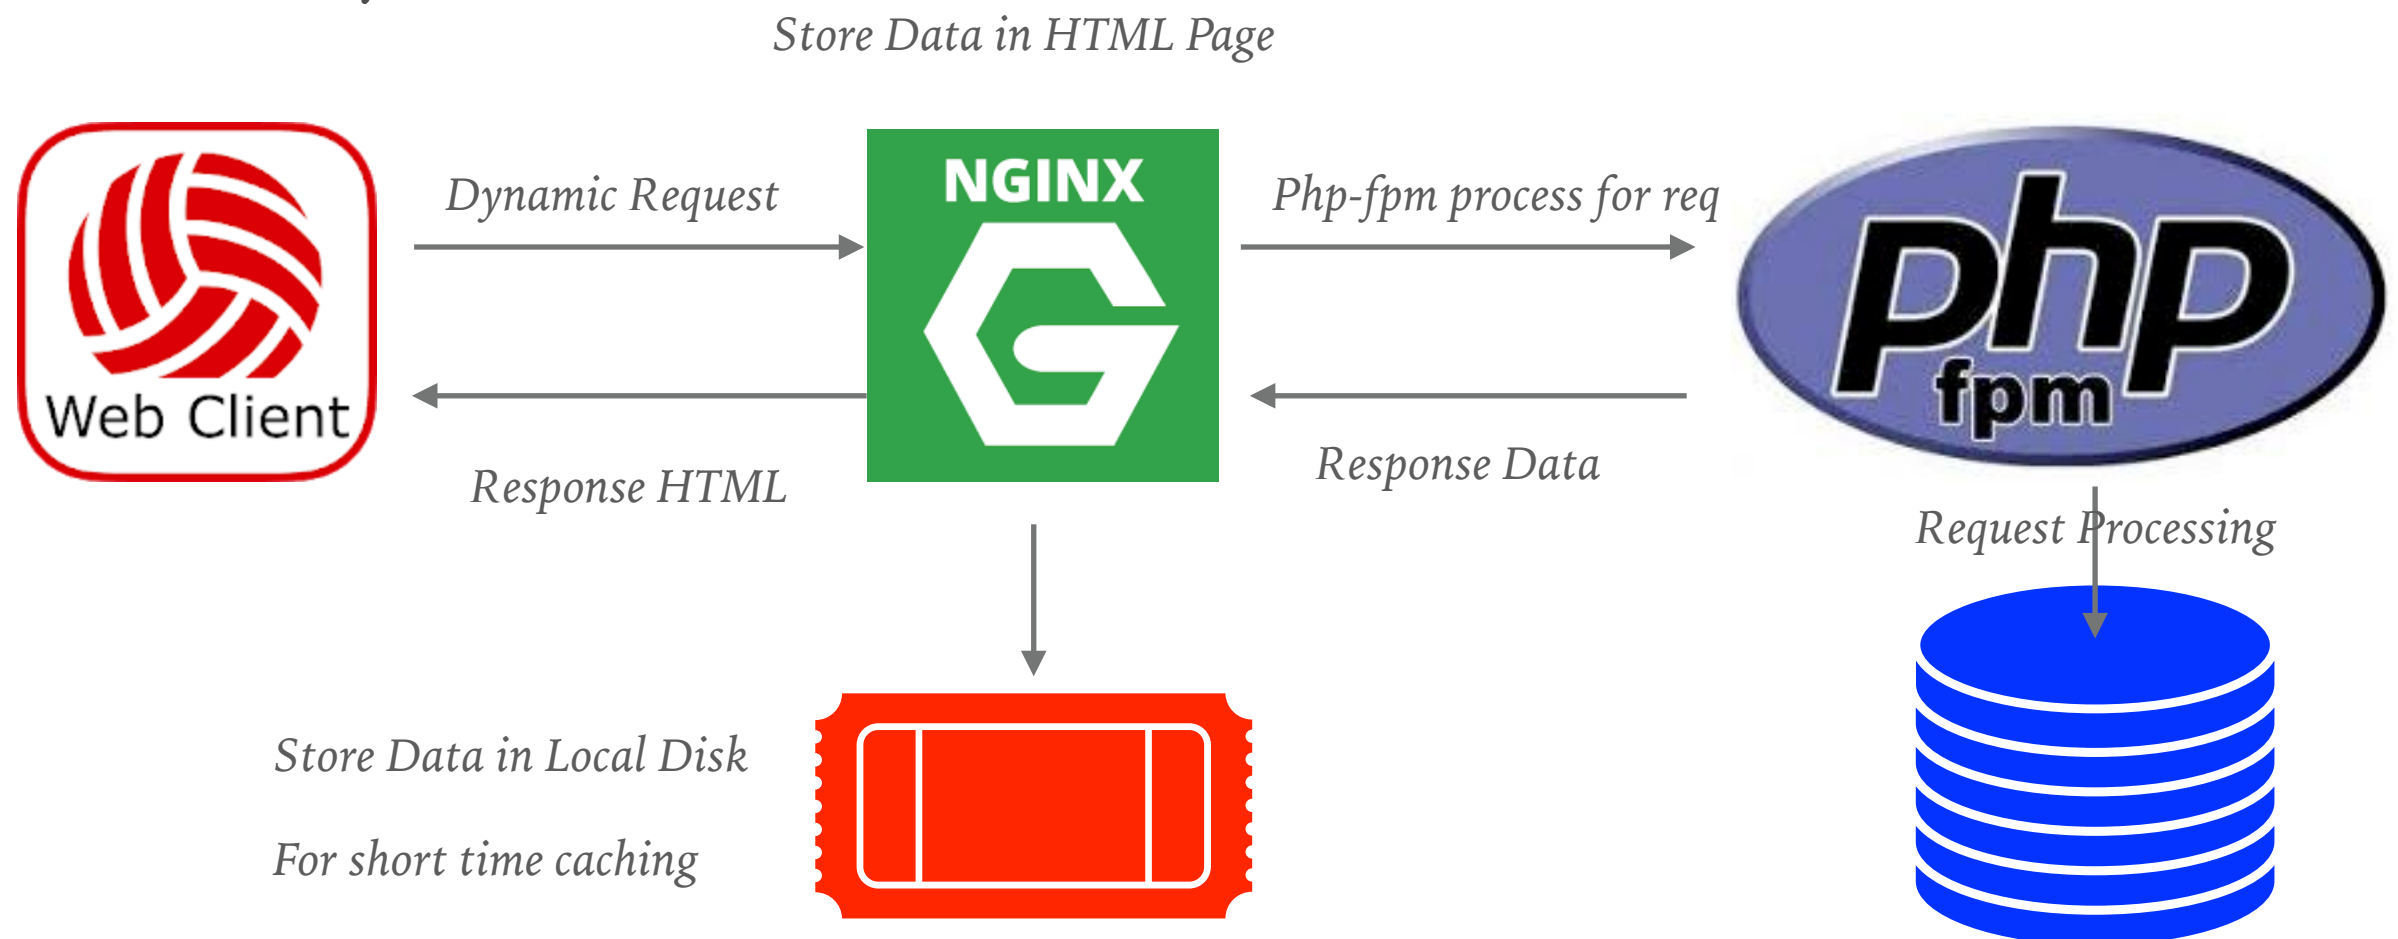 Store Data in HTML Page
NGINX
Dynamic Request
Php-fpm process for req
php
fpm
Web Client
Response HTML
Response Data
Request Processing
Store Data in Local Disk
For short time caching